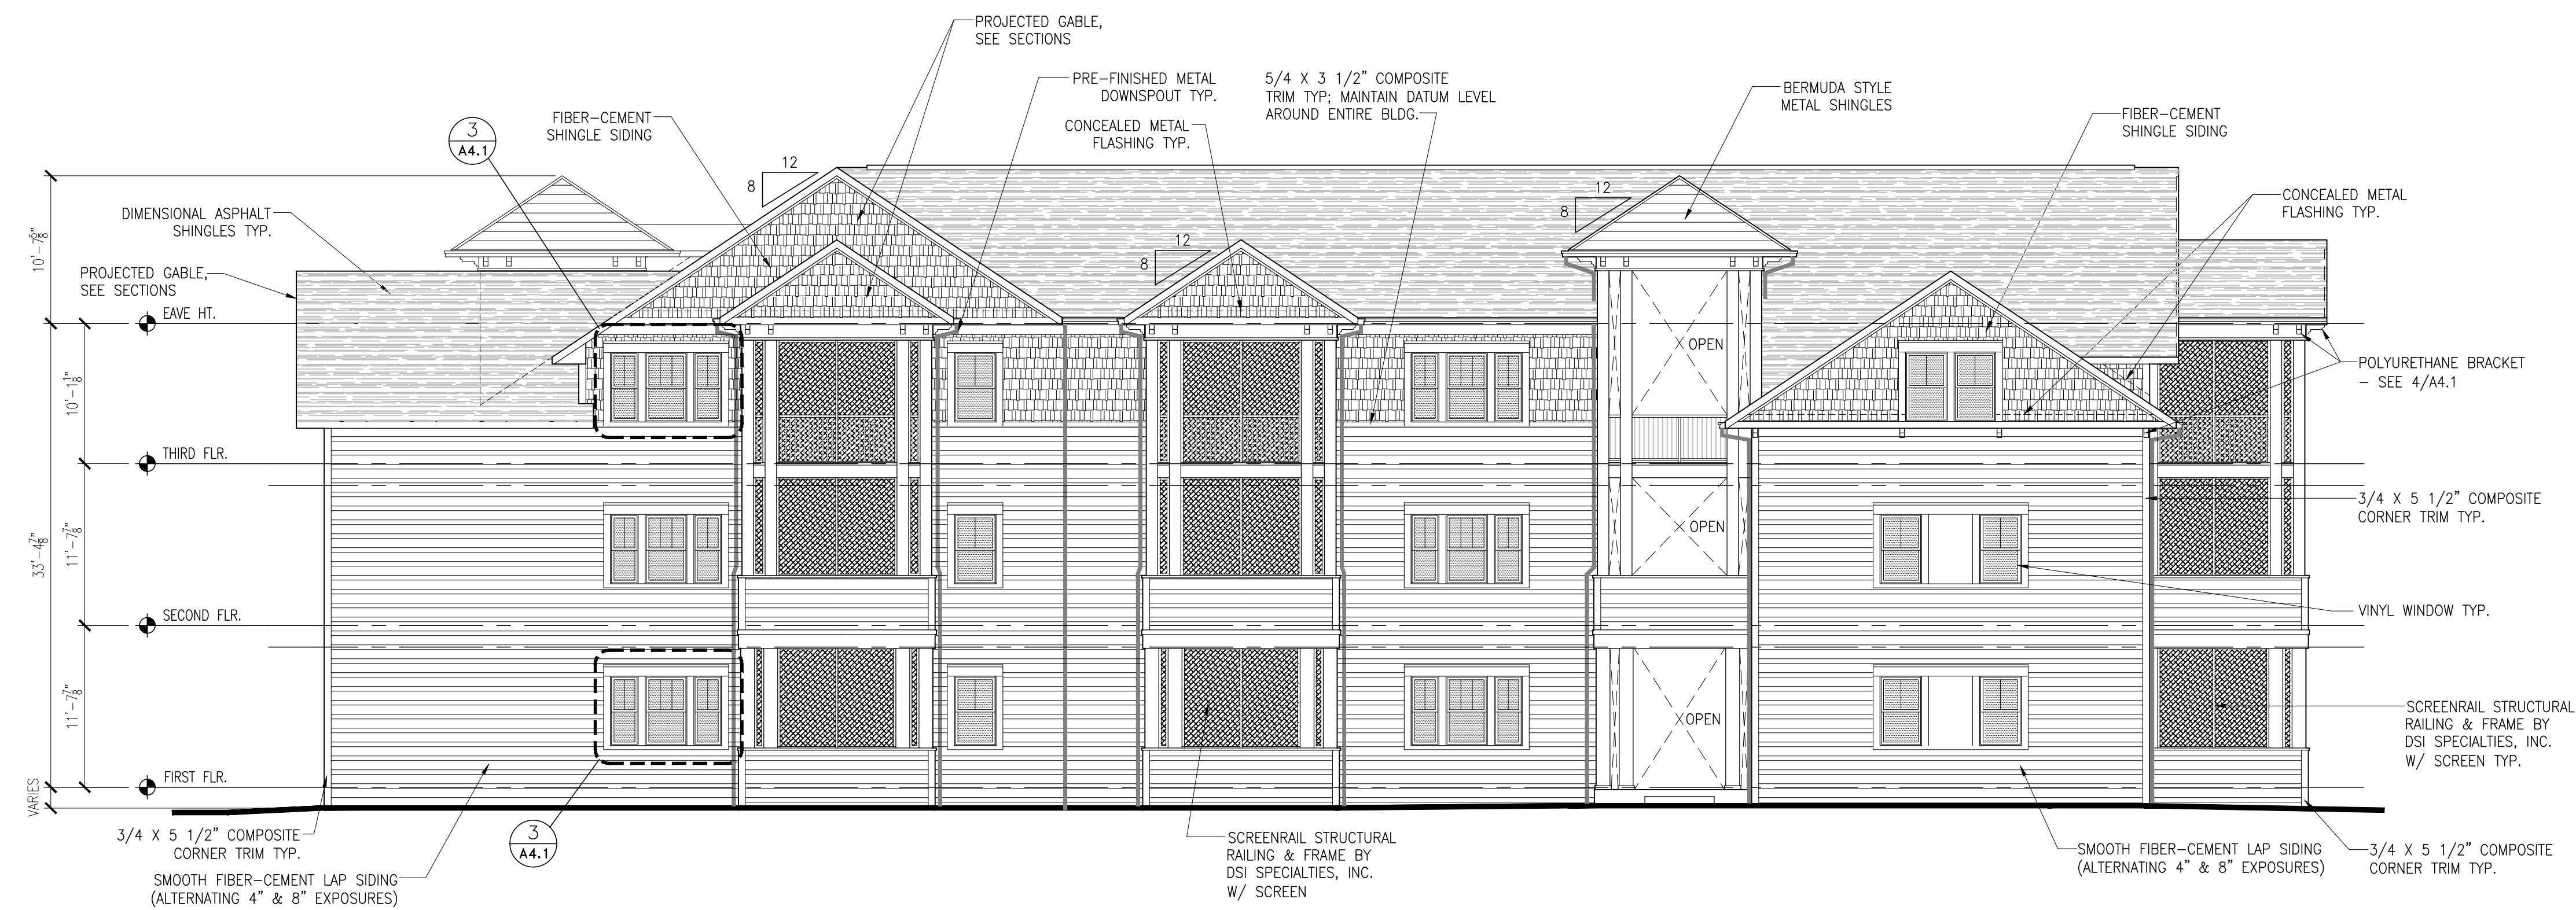 PROJECTED GABLE,
SEE SECTIONS
PRE-FINISHED METAL
DOWNSPOUT TYP.
5/4 X 3 1/2" COMPOSITE
TRIM TYP; MAINTAIN DATUM LEVEL
AROUND ENTIRE BLDG.
BERMUDA STYLE
METAL SHINGLES
FIBER-CEMENT
SHINGLE SIDING
CONCEALED METAL
FLASHING TYP.
FIBER-CEMENT
SHINGLE SIDING
3
A4.1
12
8
12
8
12
8
DIMENSIONAL ASPHALT
SHINGLES TYP.
CONCEALED METAL
FLASHING TYP.
PROJECTED GABLE,
SEE SECTIONS
EAVE HT.
THIRD FLR.
SECOND FLR.
FIRST FLR.
10'-7 5/8"
33'-4 7/8"
10'-1 1/8"
11'-7 7/8"
11'-7 7/8"
VARIES
OPEN
OPEN
OPEN
POLYURETHANE BRACKET
- SEE 4/A4.1
3/4 X 5 1/2" COMPOSITE
CORNER TRIM TYP.
VINYL WINDOW TYP.
SCREENRAIL STRUCTURAL
RAILING & FRAME BY
DSI SPECIALTIES, INC.
W/ SCREEN TYP.
3/4 X 5 1/2" COMPOSITE
CORNER TRIM TYP.
SMOOTH FIBER-CEMENT LAP SIDING
(ALTERNATING 4" & 8" EXPOSURES)
3
A4.1
SCREENRAIL STRUCTURAL
RAILING & FRAME BY
DSI SPECIALTIES, INC.
W/ SCREEN
SMOOTH FIBER-CEMENT LAP SIDING
(ALTERNATING 4" & 8" EXPOSURES)
3/4 X 5 1/2" COMPOSITE
CORNER TRIM TYP.